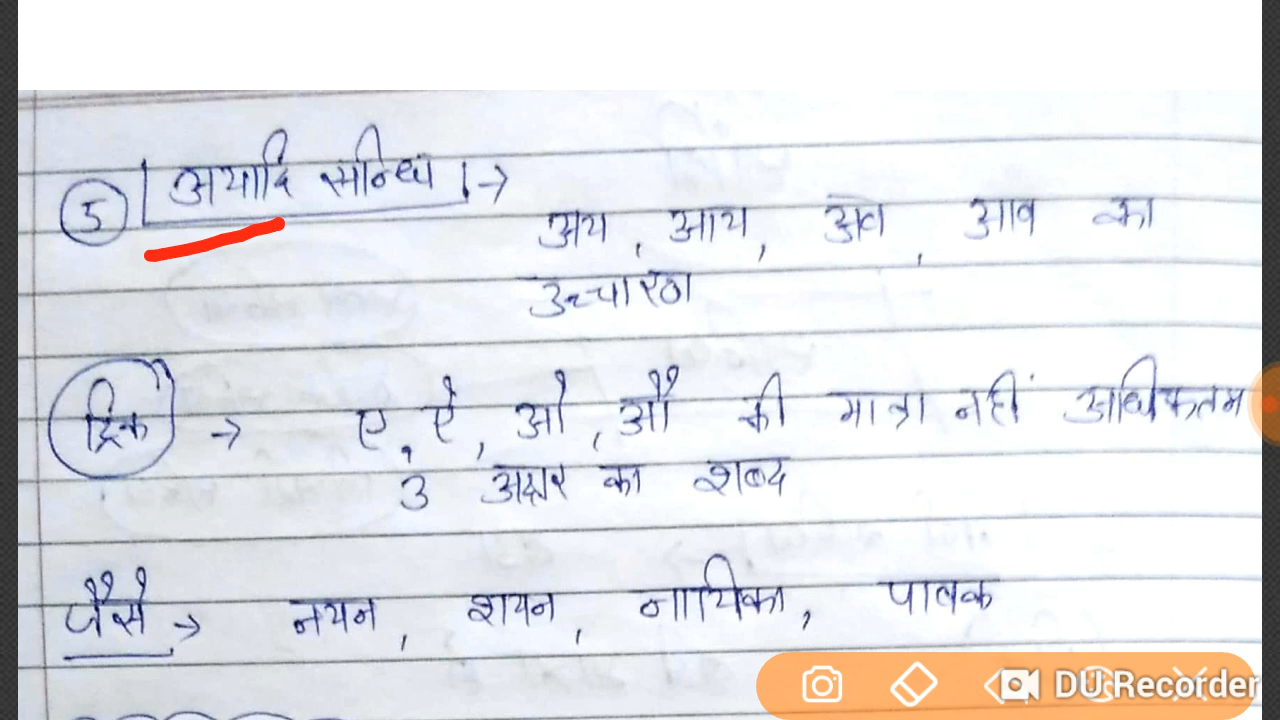 5 अयादि सन्धि →
अय, आय, अव, आव का
उच्चारण
ट्रिक → ए, ऐ, ओ, औ की मात्रा नहीं अधिकतम
3 अक्षर का शब्द
जैसे → नयन, शयन, नायिका, पावक
DU Recorder